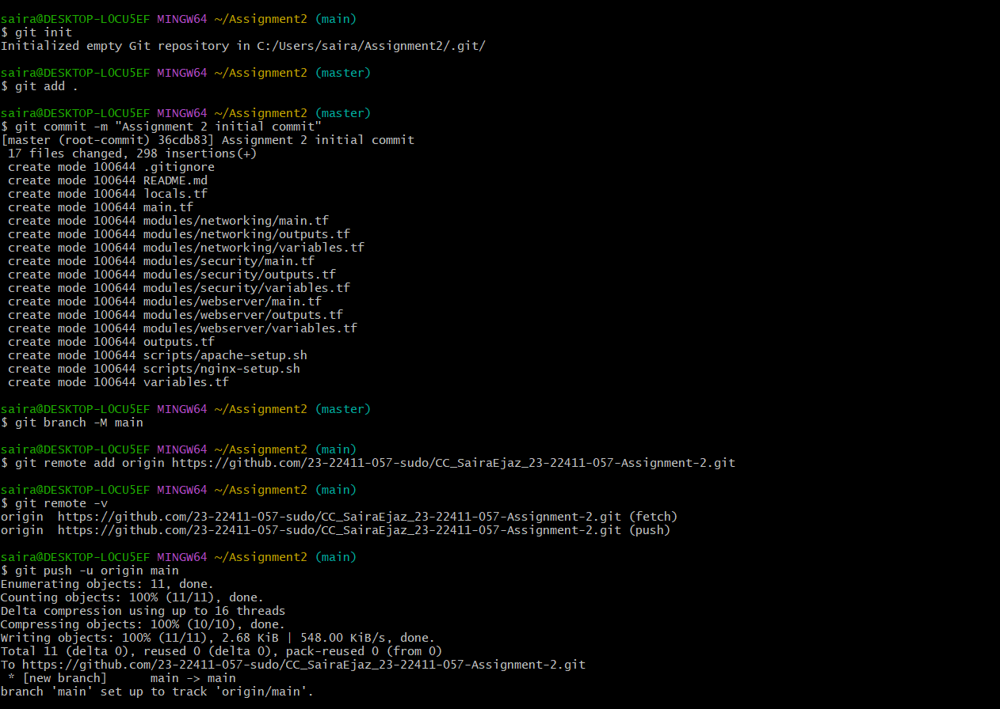 saira@DESKTOP-L0CU5EF MINGW64 ~/Assignment2 (main)
$ git init
Initialized empty Git repository in C:/Users/saira/Assignment2/.git/
saira@DESKTOP-L0CU5EF MINGW64 ~/Assignment2 (master)
$ git add .
saira@DESKTOP-L0CU5EF MINGW64 ~/Assignment2 (master)
$ git commit -m "Assignment 2 initial commit"
[master (root-commit) 36cdb83] Assignment 2 initial commit
 17 files changed, 298 insertions(+)
 create mode 100644 .gitignore
 create mode 100644 README.md
 create mode 100644 locals.tf
 create mode 100644 main.tf
 create mode 100644 modules/networking/main.tf
 create mode 100644 modules/networking/outputs.tf
 create mode 100644 modules/networking/variables.tf
 create mode 100644 modules/security/main.tf
 create mode 100644 modules/security/outputs.tf
 create mode 100644 modules/security/variables.tf
 create mode 100644 modules/webserver/main.tf
 create mode 100644 modules/webserver/outputs.tf
 create mode 100644 modules/webserver/variables.tf
 create mode 100644 outputs.tf
 create mode 100644 scripts/apache-setup.sh
 create mode 100644 scripts/nginx-setup.sh
 create mode 100644 variables.tf
saira@DESKTOP-L0CU5EF MINGW64 ~/Assignment2 (master)
$ git branch -M main
saira@DESKTOP-L0CU5EF MINGW64 ~/Assignment2 (main)
$ git remote add origin https://github.com/23-22411-057-sudo/CC_SairaEjaz_23-22411-057-Assignment-2.git
saira@DESKTOP-L0CU5EF MINGW64 ~/Assignment2 (main)
$ git remote -v
origin  https://github.com/23-22411-057-sudo/CC_SairaEjaz_23-22411-057-Assignment-2.git (fetch)
origin  https://github.com/23-22411-057-sudo/CC_SairaEjaz_23-22411-057-Assignment-2.git (push)
saira@DESKTOP-L0CU5EF MINGW64 ~/Assignment2 (main)
$ git push -u origin main
Enumerating objects: 11, done.
Counting objects: 100% (11/11), done.
Delta compression using up to 16 threads
Compressing objects: 100% (10/10), done.
Writing objects: 100% (11/11), 2.68 KiB | 548.00 KiB/s, done.
Total 11 (delta 0), reused 0 (delta 0), pack-reused 0 (from 0)
To https://github.com/23-22411-057-sudo/CC_SairaEjaz_23-22411-057-Assignment-2.git
 * [new branch]      main -> main
branch 'main' set up to track 'origin/main'.